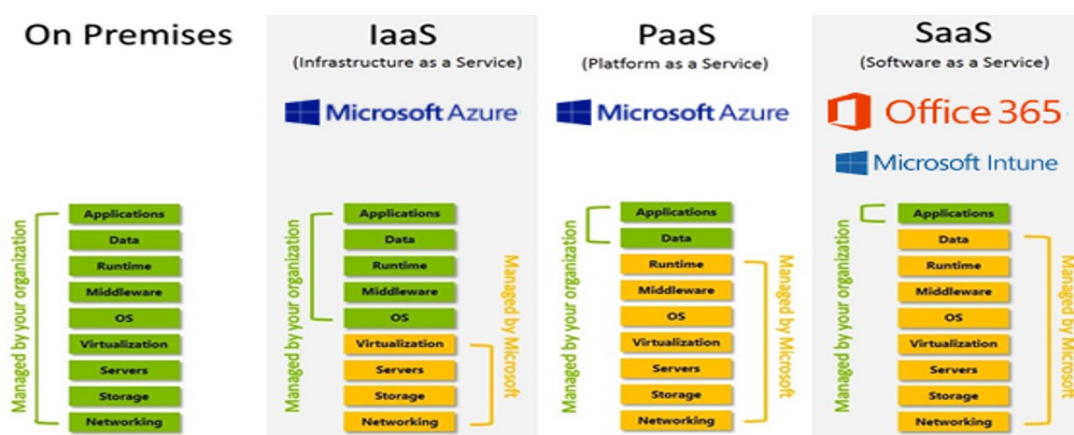 On Premises
Managed by your organization
Applications
Data
Runtime
Middleware
OS
Virtualization
Servers
Storage
Networking
IaaS
(Infrastructure as a Service)
Microsoft Azure
Managed by your organization
Applications
Data
Runtime
Middleware
OS
Virtualization
Servers
Storage
Networking
Managed by Microsoft
PaaS
(Platform as a Service)
Microsoft Azure
Managed by your organization
Applications
Data
Runtime
Middleware
OS
Virtualization
Servers
Storage
Networking
Managed by Microsoft
SaaS
(Software as a Service)
Office 365
Microsoft Intune
Managed by your organization
Applications
Data
Runtime
Middleware
OS
Virtualization
Servers
Storage
Networking
Managed by Microsoft